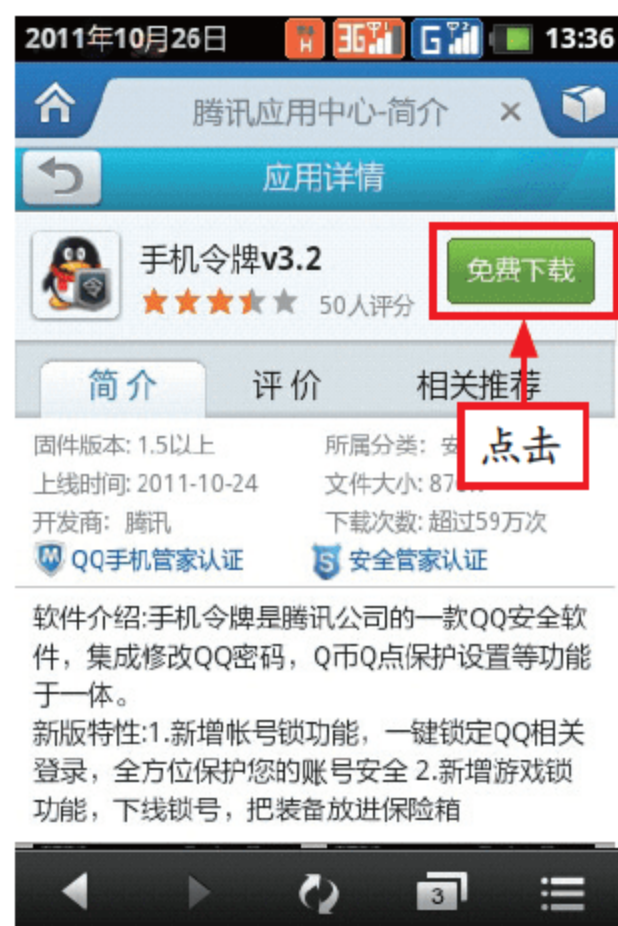 2011年10月26日 H 3G G 13:36
腾讯应用中心-简介 ×
应用详情
手机令牌v3.2
免费下载
50人评分
简介 评价 相关推荐
点击
固件版本: 1.5以上 所属分类:
上线时间: 2011-10-24 文件大小:
开发商: 腾讯 下载次数: 超过59万次
QQ手机管家认证 安全管家认证
软件介绍:手机令牌是腾讯公司的一款QQ安全软
件，集成修改QQ密码，Q币Q点保护设置等功能
于一体。
新版特性:1.新增帐号锁功能，一键锁定QQ相关
登录，全方位保护您的账号安全 2.新增游戏锁
功能，下线锁号，把装备放进保险箱
3